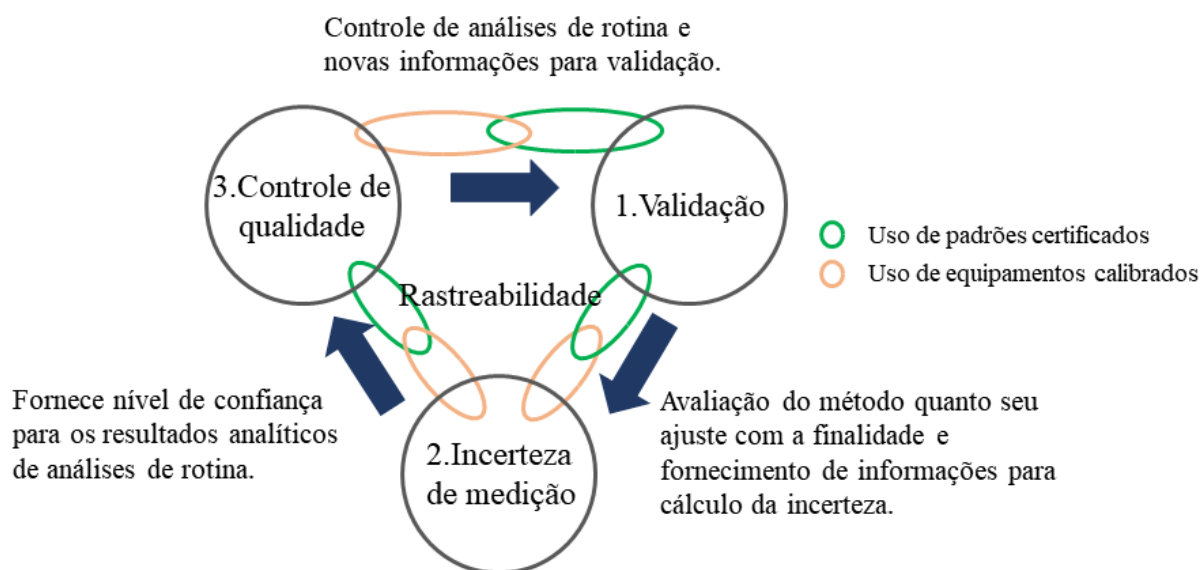 Controle de análises de rotina e
novas informações para validação.
3.Controle de
qualidade
1.Validação
Uso de padrões certificados
Uso de equipamentos calibrados
Rastreabilidade
Fornece nível de confiança
para os resultados analíticos
de análises de rotina.
2.Incerteza
de medição
Avaliação do método quanto seu
ajuste com a finalidade e
fornecimento de informações para
cálculo da incerteza.